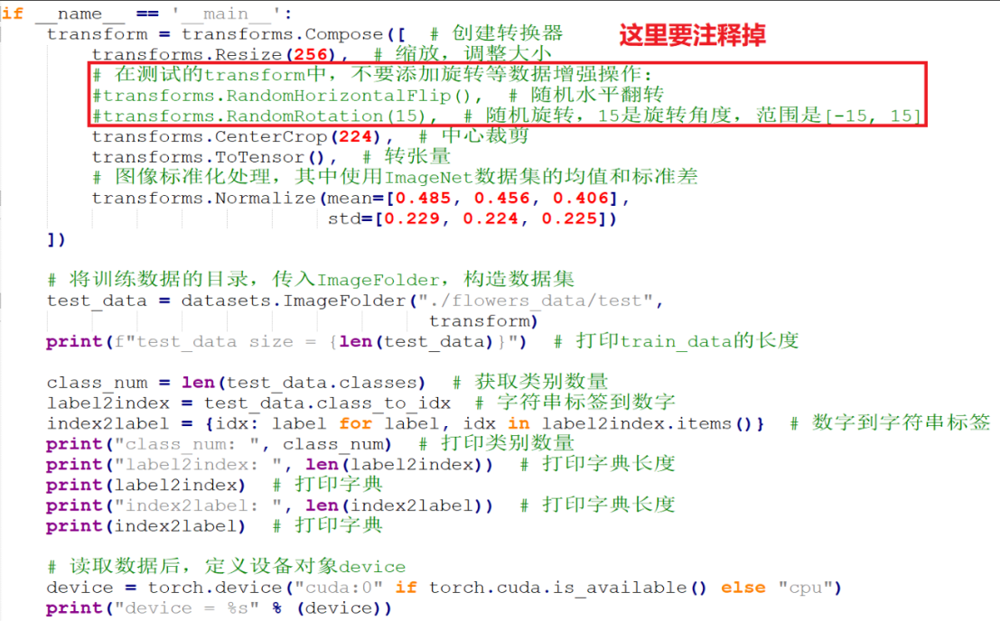 if __name__ == '__main__':
    transform = transforms.Compose([  # 创建转换器
这里要注释掉
        transforms.Resize(256),  # 缩放，调整大小
        # 在测试的transform中，不要添加旋转等数据增强操作：
        #transforms.RandomHorizontalFlip(),  # 随机水平翻转
        #transforms.RandomRotation(15),  # 随机旋转，15是旋转角度，范围是[-15, 15]
        transforms.CenterCrop(224),  # 中心裁剪
        transforms.ToTensor(),  # 转张量
        # 图像标准化处理，其中使用ImageNet数据集的均值和标准差
        transforms.Normalize(mean=[0.485, 0.456, 0.406],
                             std=[0.229, 0.224, 0.225])
    ])
    # 将训练数据的目录，传入ImageFolder，构造数据集
    test_data = datasets.ImageFolder("./flowers_data/test",
                                      transform)
    print(f"test_data size = {len(test_data)}")  # 打印train_data的长度
    class_num = len(test_data.classes)  # 获取类别数量
    label2index = test_data.class_to_idx  # 字符串标签到数字
    index2label = {idx: label for label, idx in label2index.items()}  # 数字到字符串标签
    print("class_num: ", class_num)  # 打印类别数量
    print("label2index: ", len(label2index))  # 打印字典长度
    print(label2index)  # 打印字典
    print("index2label: ", len(index2label))  # 打印字典长度
    print(index2label)  # 打印字典
    # 读取数据后，定义设备对象device
    device = torch.device("cuda:0" if torch.cuda.is_available() else "cpu")
    print("device = %s" % (device))